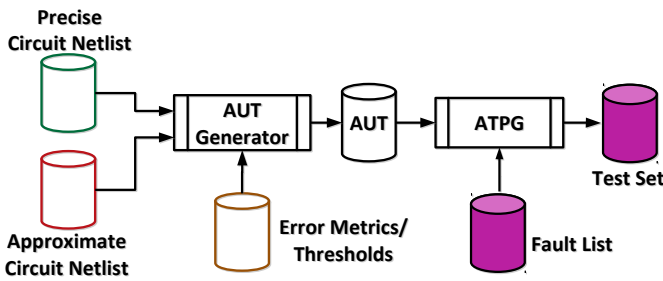 Precise
Circuit Netlist
AUT
Generator
AUT
ATPG
Test Set
Approximate
Circuit Netlist
Error Metrics/
Thresholds
Fault List